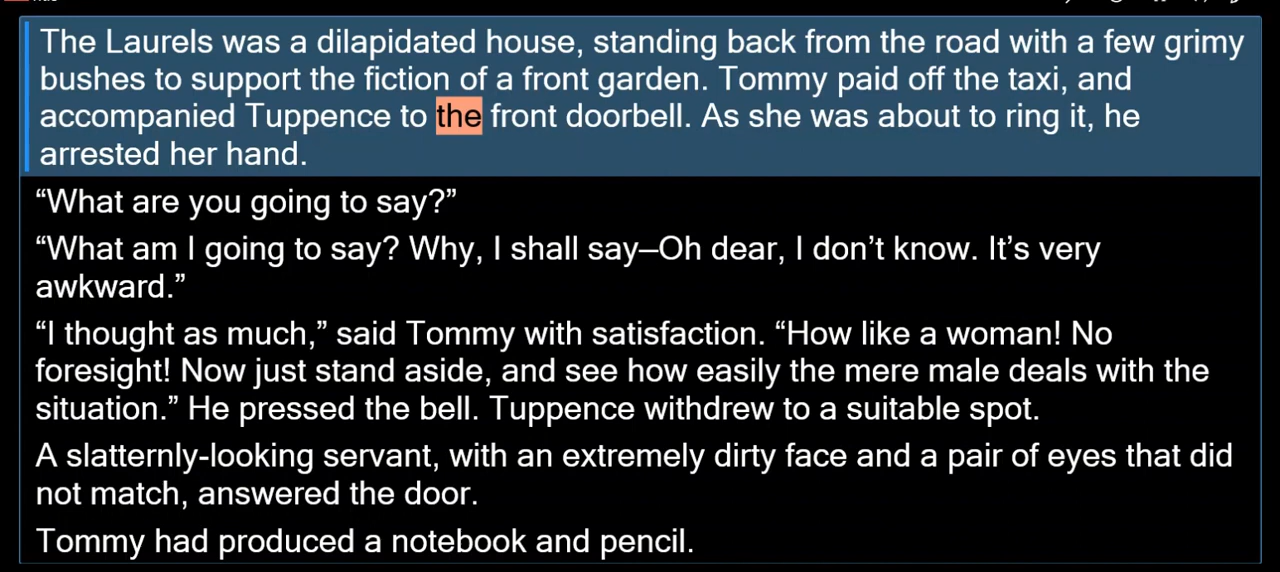 The Laurels was a dilapidated house, standing back from the road with a few grimy
bushes to support the fiction of a front garden. Tommy paid off the taxi, and
accompanied Tuppence to the front doorbell. As she was about to ring it, he
arrested her hand.
“What are you going to say?”
“What am I going to say? Why, I shall say—Oh dear, I don’t know. It’s very
awkward.”
“I thought as much,” said Tommy with satisfaction. “How like a woman! No
foresight! Now just stand aside, and see how easily the mere male deals with the
situation.” He pressed the bell. Tuppence withdrew to a suitable spot.
A slatternly-looking servant, with an extremely dirty face and a pair of eyes that did
not match, answered the door.
Tommy had produced a notebook and pencil.